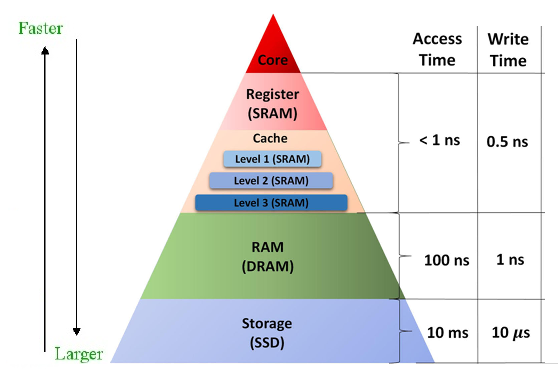 Faster
Access Time
Write Time
Core
Register
(SRAM)
Cache
Level 1 (SRAM)
Level 2 (SRAM)
Level 3 (SRAM)
< 1 ns
0.5 ns
RAM
(DRAM)
100 ns
1 ns
Storage
(SSD)
10 ms
10 μs
Larger